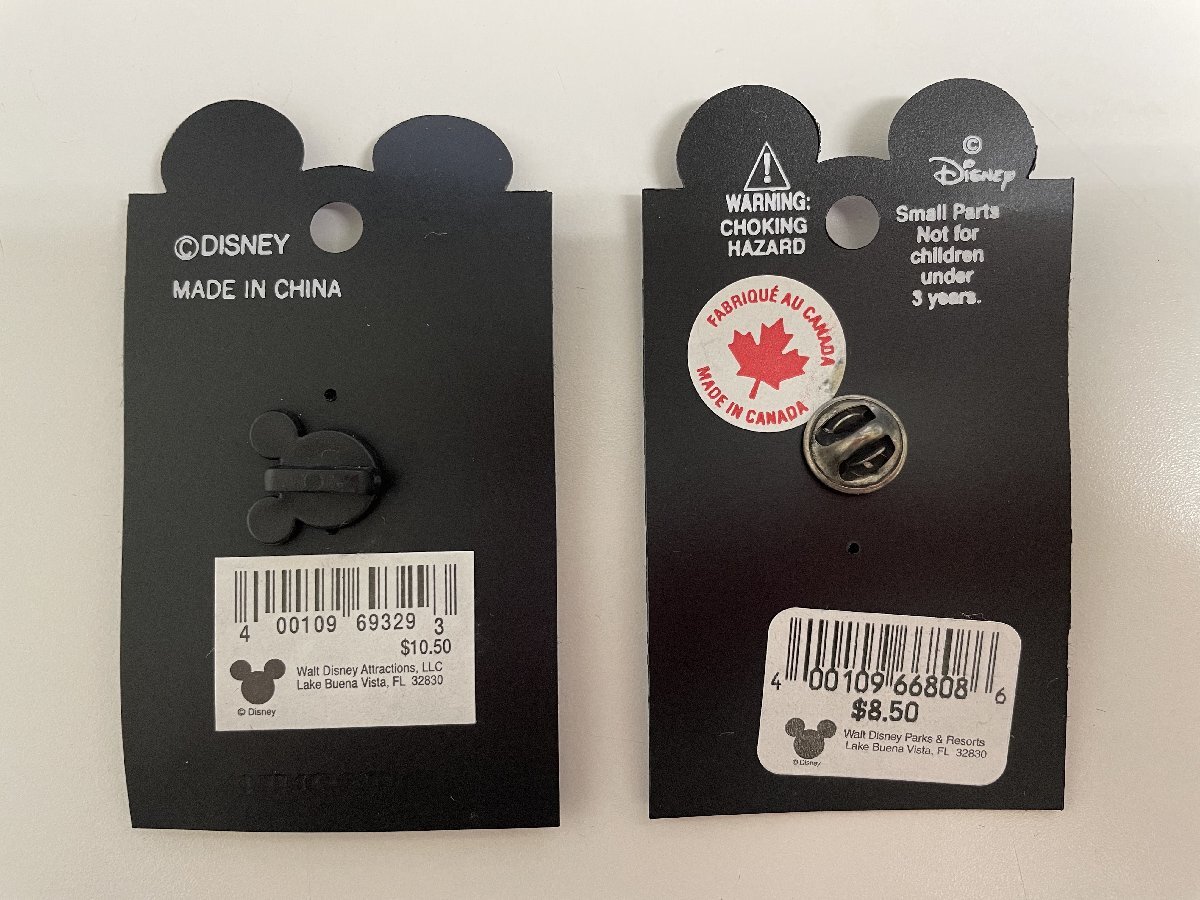 ©DISNEY
MADE IN CHINA
4 00109 69329 3
$10.50
Walt Disney Attractions, LLC
Lake Buena Vista, FL 32830
© Disney
WARNING:
CHOKING
HAZARD
©
Disney
Small Parts
Not for
children
under
3 years.
FABRIQUÉ AU CANADA
MADE IN CANADA
4 00109 66808 6
$8.50
Walt Disney Parks & Resorts
Lake Buena Vista, FL 32830
© Disney